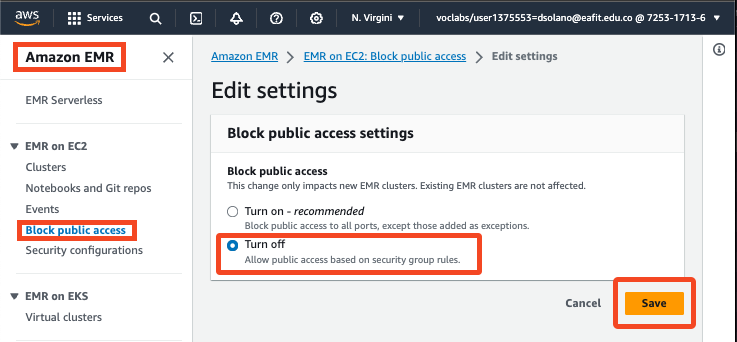 aws
Services
N. Virgini
voclabs/user1375553=dsolano@eafit.edu.co @ 7253-1713-6
Amazon EMR
EMR Serverless
EMR on EC2
Clusters
Notebooks and Git repos
Events
Block public access
Security configurations
EMR on EKS
Virtual clusters
Amazon EMR > EMR on EC2: Block public access > Edit settings
Edit settings
Block public access settings
Block public access
This change only impacts new EMR clusters. Existing EMR clusters are not affected.
Turn on - recommended
Block public access to all ports, except those added as exceptions.
Turn off
Allow public access based on security group rules.
Cancel
Save